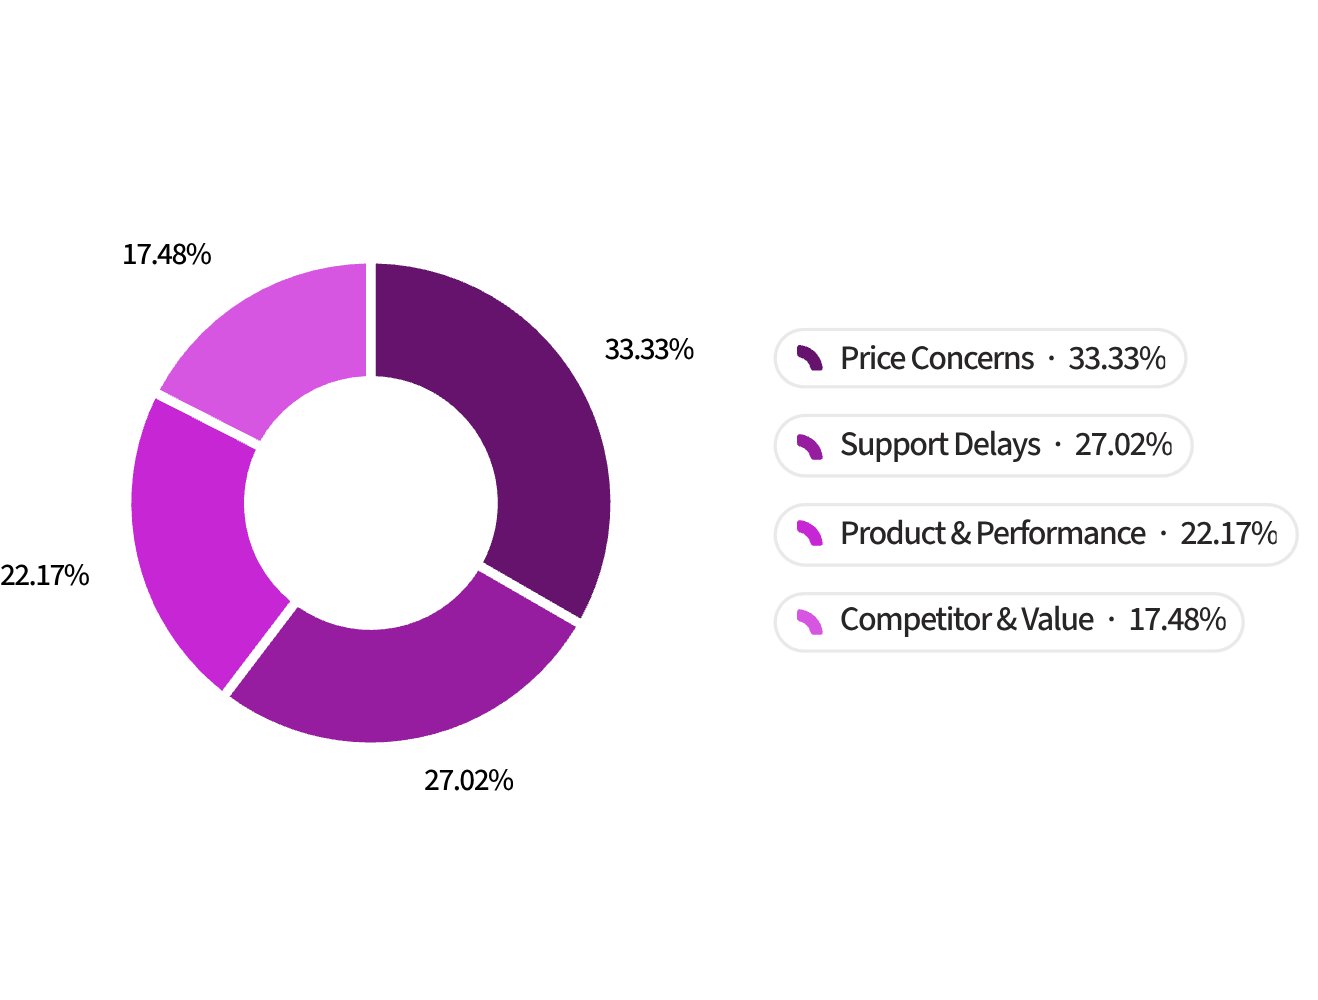 17.48%
33.33%
22.17%
27.02%
Price Concerns · 33.33%
Support Delays · 27.02%
Product & Performance · 22.17%
Competitor & Value · 17.48%